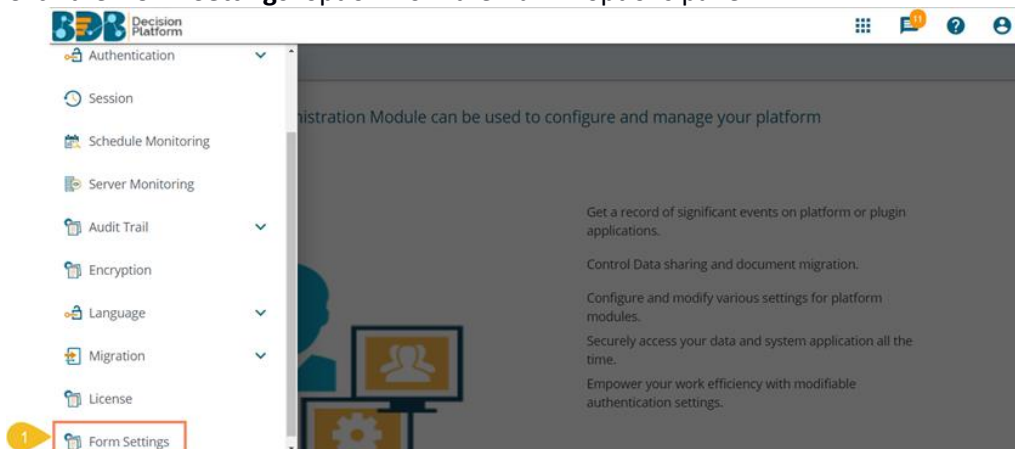 BDB Decision
Platform
11
Authentication
Session
nistration Module can be used to configure and manage your platform
Schedule Monitoring
Server Monitoring
Get a record of significant events on platform or plugin
applications.
Audit Trail
Control Data sharing and document migration.
Encryption
Configure and modify various settings for platform
modules.
Language
Securely access your data and system application all the
time.
Migration
Empower your work efficiency with modifiable
authentication settings.
License
1
Form Settings